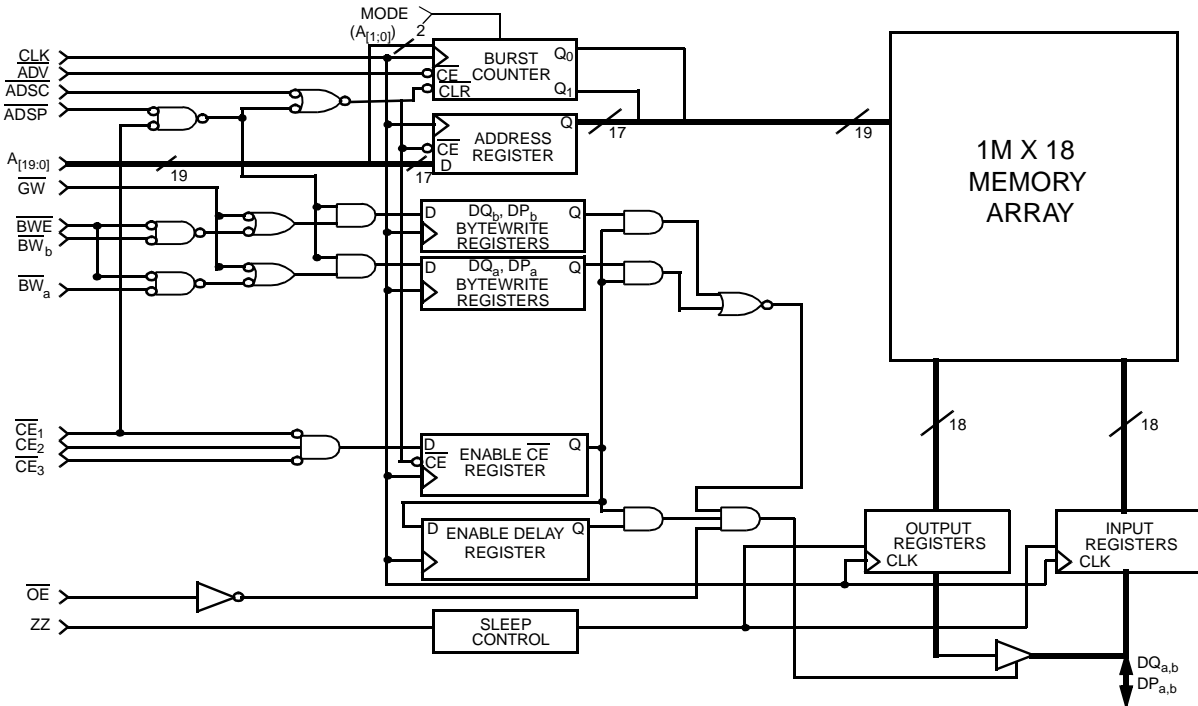 MODE
(A[1;0]) 2
CLK
ADV
ADSC
ADSP
A[19:0]
GW
BWE
BWb
BWa
CE1
CE2
CE3
OE
ZZ
BURST
COUNTER
CE
CLR
Q0
Q1
ADDRESS
REGISTER
CE
D
Q
19
17
17
19
1M X 18
MEMORY
ARRAY
D
DQb, DPb
BYTEWRITE
REGISTERS
Q
D
DQa, DPa
BYTEWRITE
REGISTERS
Q
D
ENABLE CE
REGISTER
CE
Q
D
ENABLE DELAY
REGISTER
Q
18
18
OUTPUT
REGISTERS
CLK
INPUT
REGISTERS
CLK
SLEEP
CONTROL
DQa,b
DPa,b